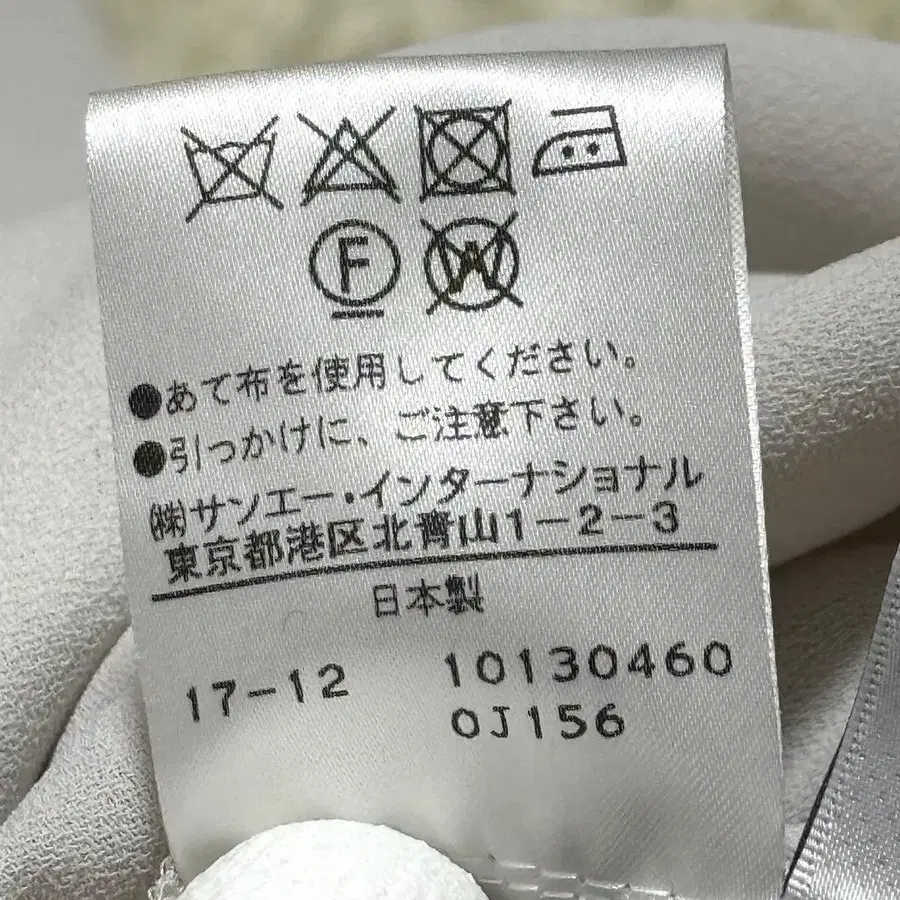 F W
●あて布を使用してください。
●引っかけに、ご注意下さい。
㈱サンエー・インターナショナル
東京都港区北青山1-2-3
日本製
17-12 10130460
0J156